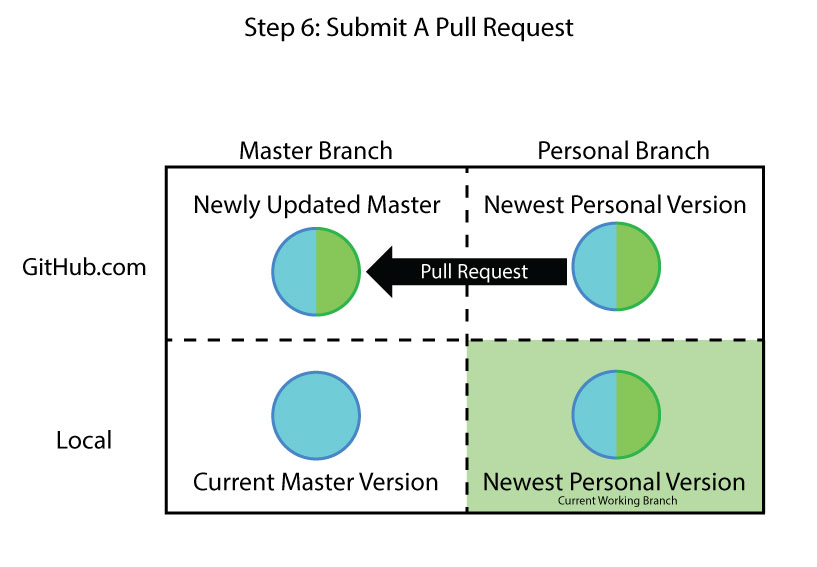 Step 6: Submit A Pull Request
Master Branch
Personal Branch
Newly Updated Master
Newest Personal Version
GitHub.com
Pull Request
Local
Current Master Version
Newest Personal Version
Current Working Branch